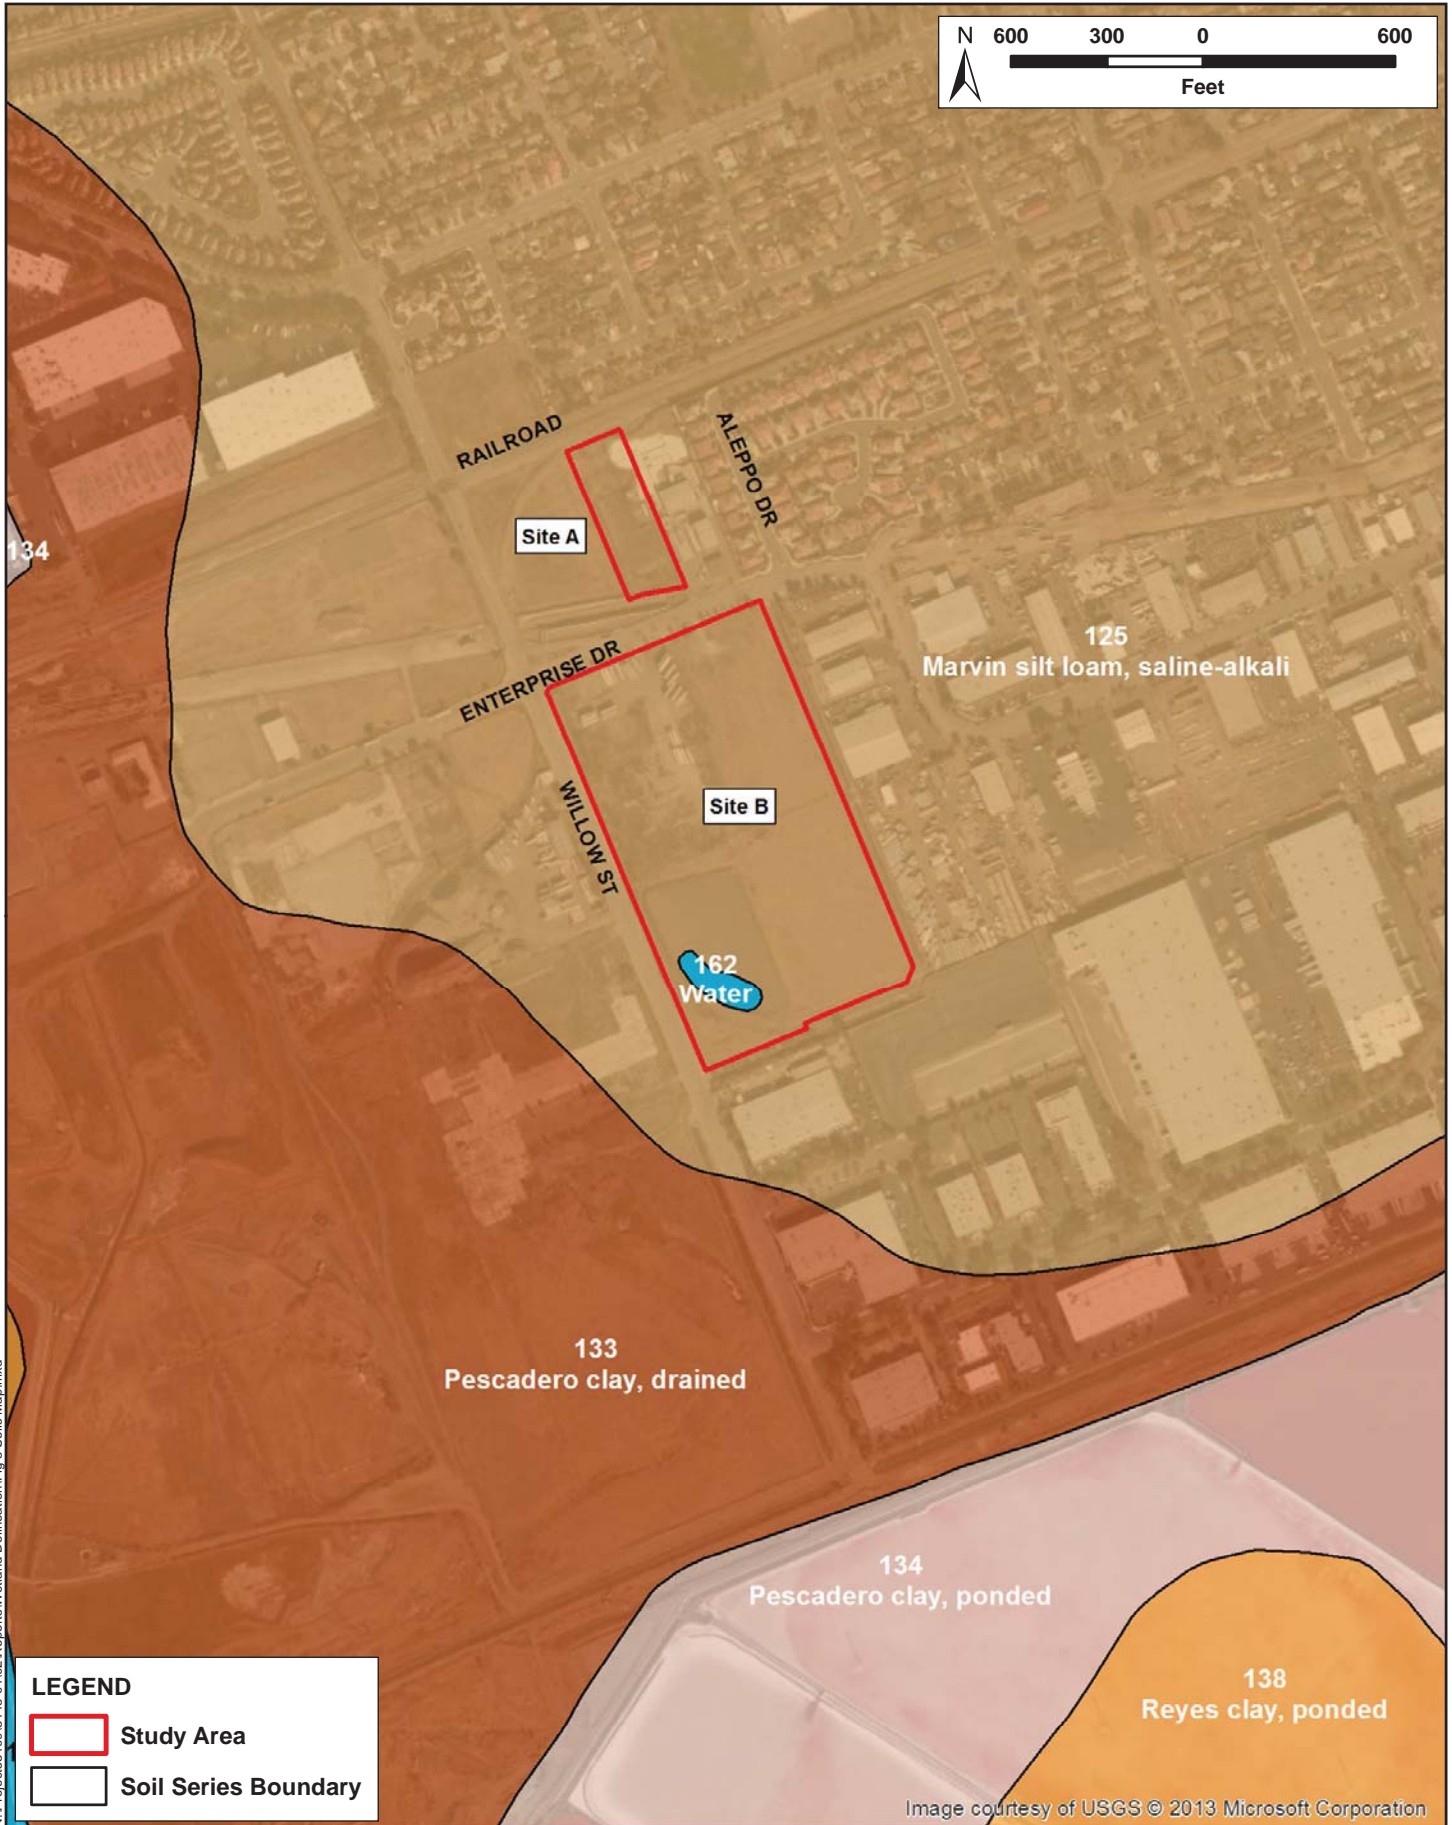 N 600 300 0 600
Feet
RAILROAD
ALEPPO DR
Site A
134
125
Marvin silt loam, saline-alkali
ENTERPRISE DR
Site B
WILLOW ST
162
Water
133
Pescadero clay, drained
134
Pescadero clay, ponded
138
Reyes clay, ponded
LEGEND
Study Area
Soil Series Boundary
Image courtesy of USGS © 2013 Microsoft Corporation